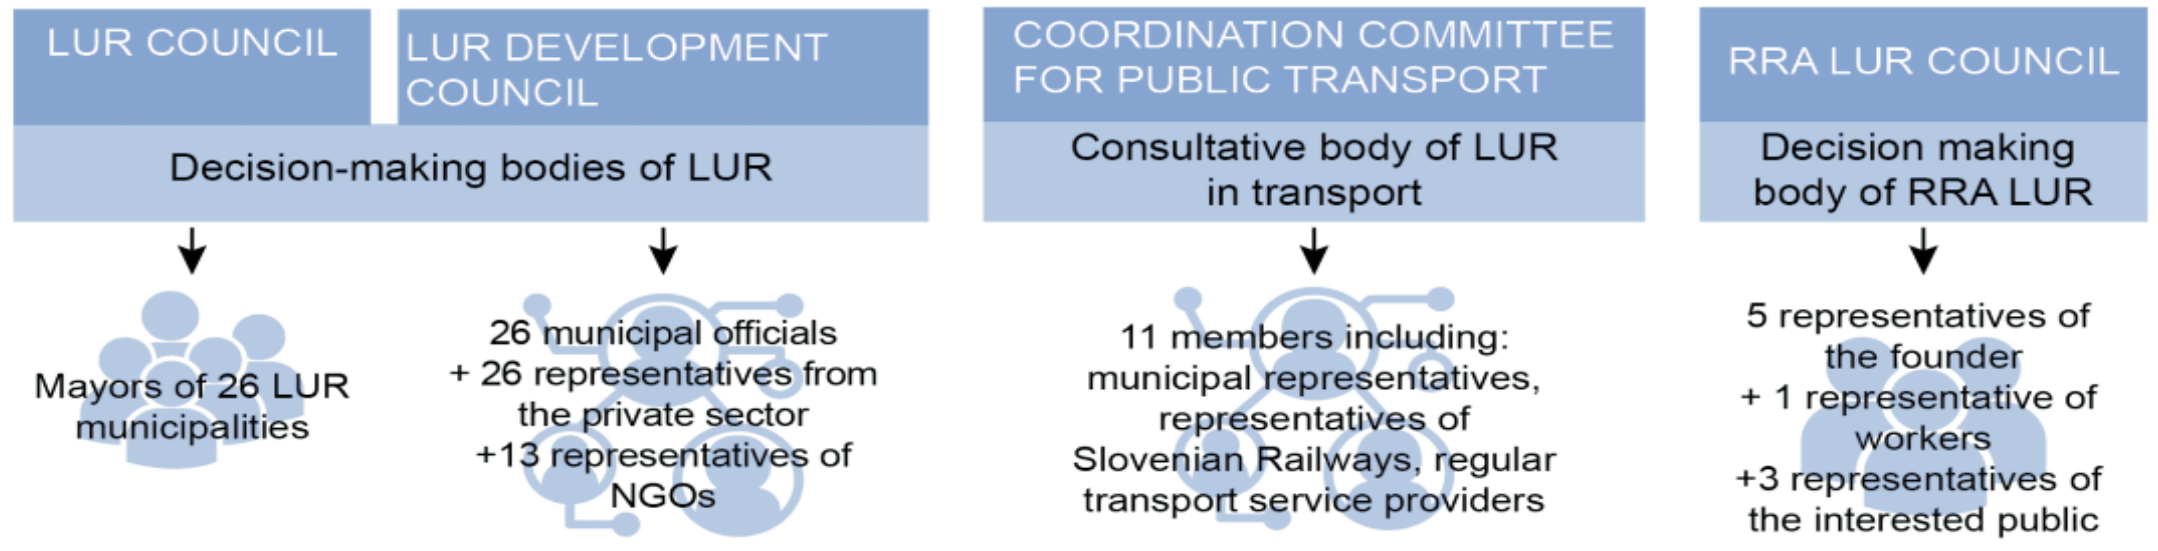 LUR COUNCIL
LUR DEVELOPMENT
COUNCIL
Decision-making bodies of LUR
Mayors of 26 LUR
municipalities
26 municipal officials
+ 26 representatives from
the private sector
+13 representatives of
NGOs
COORDINATION COMMITTEE
FOR PUBLIC TRANSPORT
Consultative body of LUR
in transport
11 members including:
municipal representatives,
representatives of
Slovenian Railways, regular
transport service providers
RRA LUR COUNCIL
Decision making
body of RRA LUR
5 representatives of
the founder
+ 1 representative of
workers
+3 representatives of
the interested public